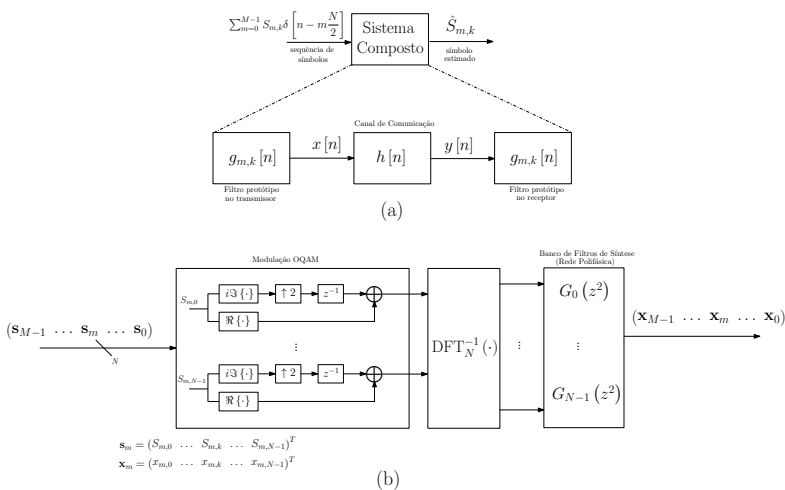 ∑_{m=0}^{M-1} S_{m,k}δ[n − m N/2]
sequência de
símbolos
Sistema
Composto
Ŝ_{m,k}
símbolo
estimado
Canal de Comunicação
g_{m,k}[n]
x[n]
h[n]
y[n]
g_{m,k}[n]
Filtro protótipo
no transmissor
Filtro protótipo
no receptor
(a)
Modulação OQAM
Banco de Filtros de Síntese
(Rede Polifásica)
(s_{M−1} … s_m … s_0)
N
S_{m,0}
iℑ{·}
↑ 2
z^{−1}
ℜ{·}
⋮
S_{m,N−1}
iℑ{·}
↑ 2
z^{−1}
ℜ{·}
DFT_N^{−1}(·)
⋮
G_0(z^2)
⋮
G_{N−1}(z^2)
(x_{M−1} … x_m … x_0)
s_m = (S_{m,0} … S_{m,k} … S_{m,N−1})^T
x_m = (x_{m,0} … x_{m,k} … x_{m,N−1})^T
(b)